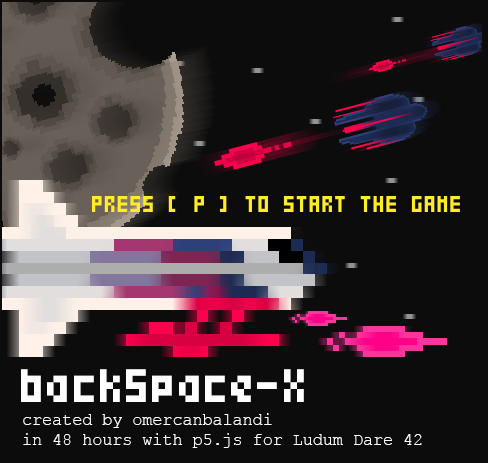 PRESS [ P ] TO START THE GAME
backSpace-X
created by omercanbalandi
in 48 hours with p5.js for Ludum Dare 42